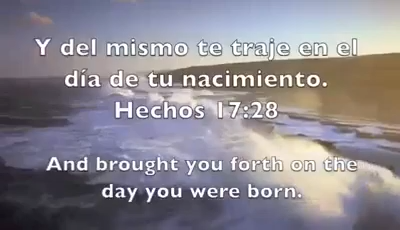 Y del mismo te traje en el
día de tu nacimiento.
Hechos 17:28
And brought you forth on the
day you were born.